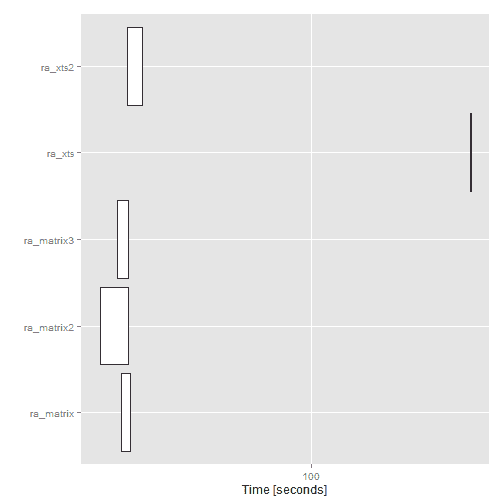 ra_xts2
ra_xts
ra_matrix3
ra_matrix2
ra_matrix
100
Time [seconds]